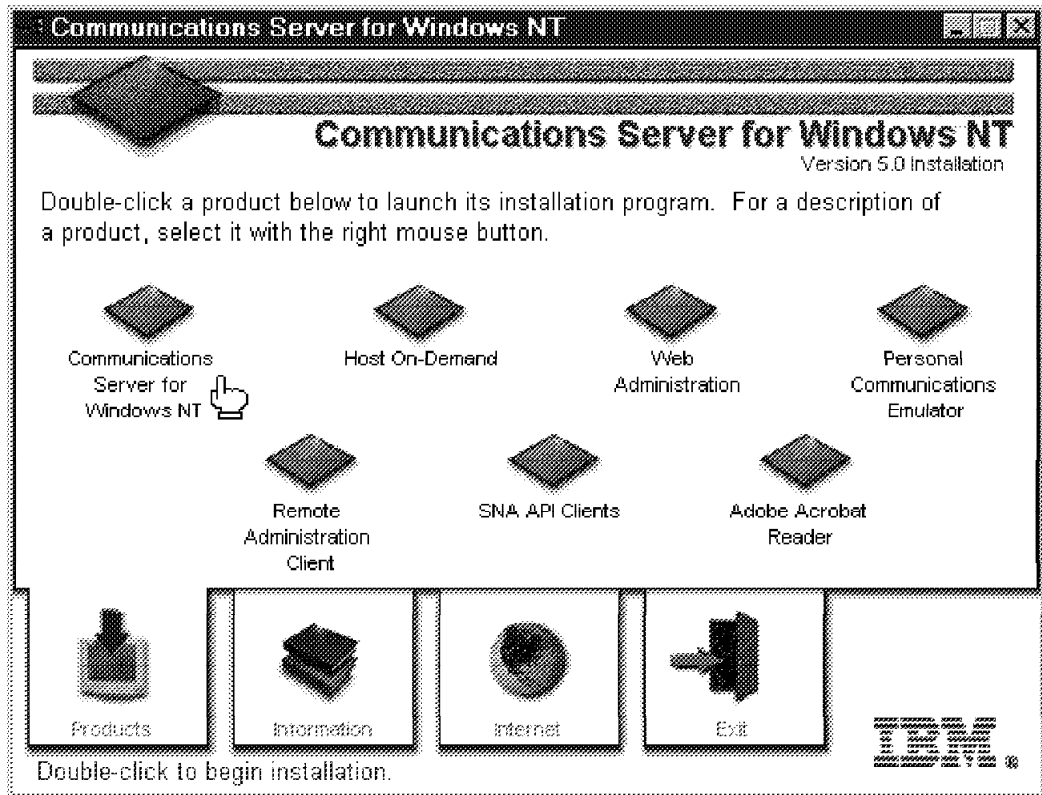 Communications Server for Windows NT
Communications Server for Windows NT
Version 5.0 Installation
Double-click a product below to launch its installation program. For a description of
a product, select it with the right mouse button.
Communications
Server for
Windows NT
Host On-Demand
Web
Administration
Personal
Communications
Emulator
Remote
Administration
Client
SNA API Clients
Adobe Acrobat
Reader
Products
Information
Internet
Exit
IBM ®
Double-click to begin installation.